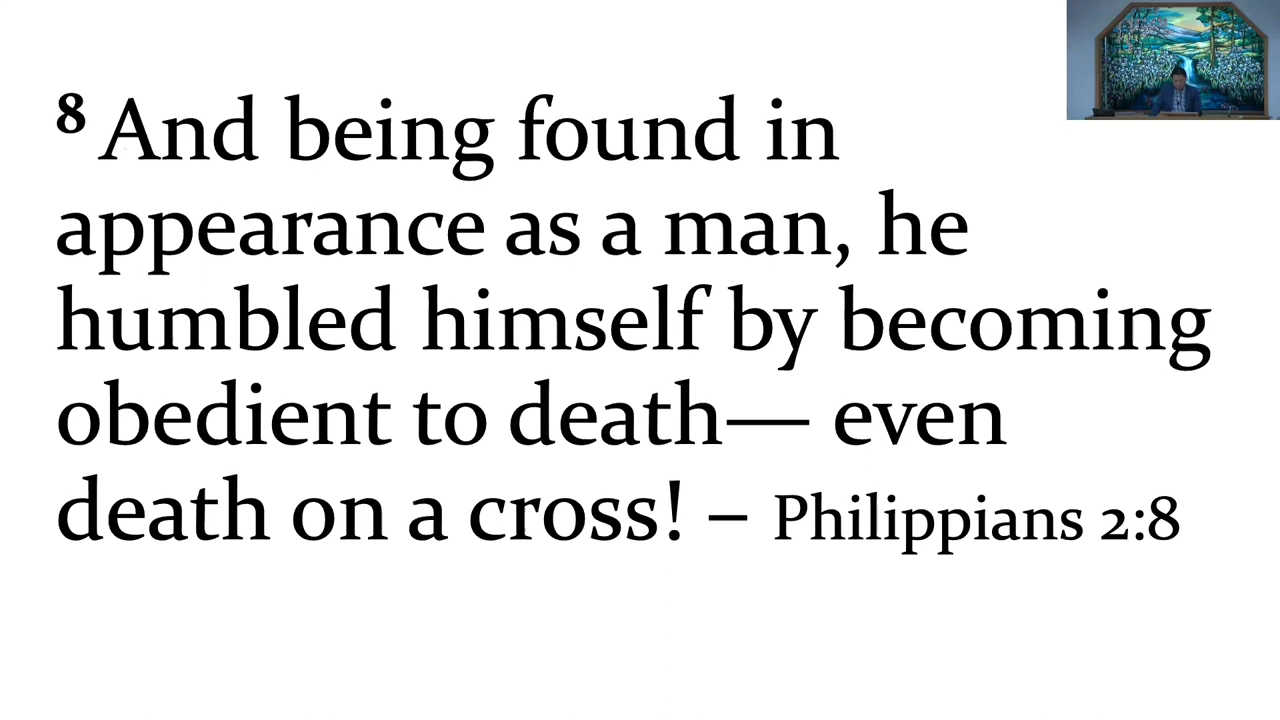 8 And being found in
appearance as a man, he
humbled himself by becoming
obedient to death— even
death on a cross! – Philippians 2:8